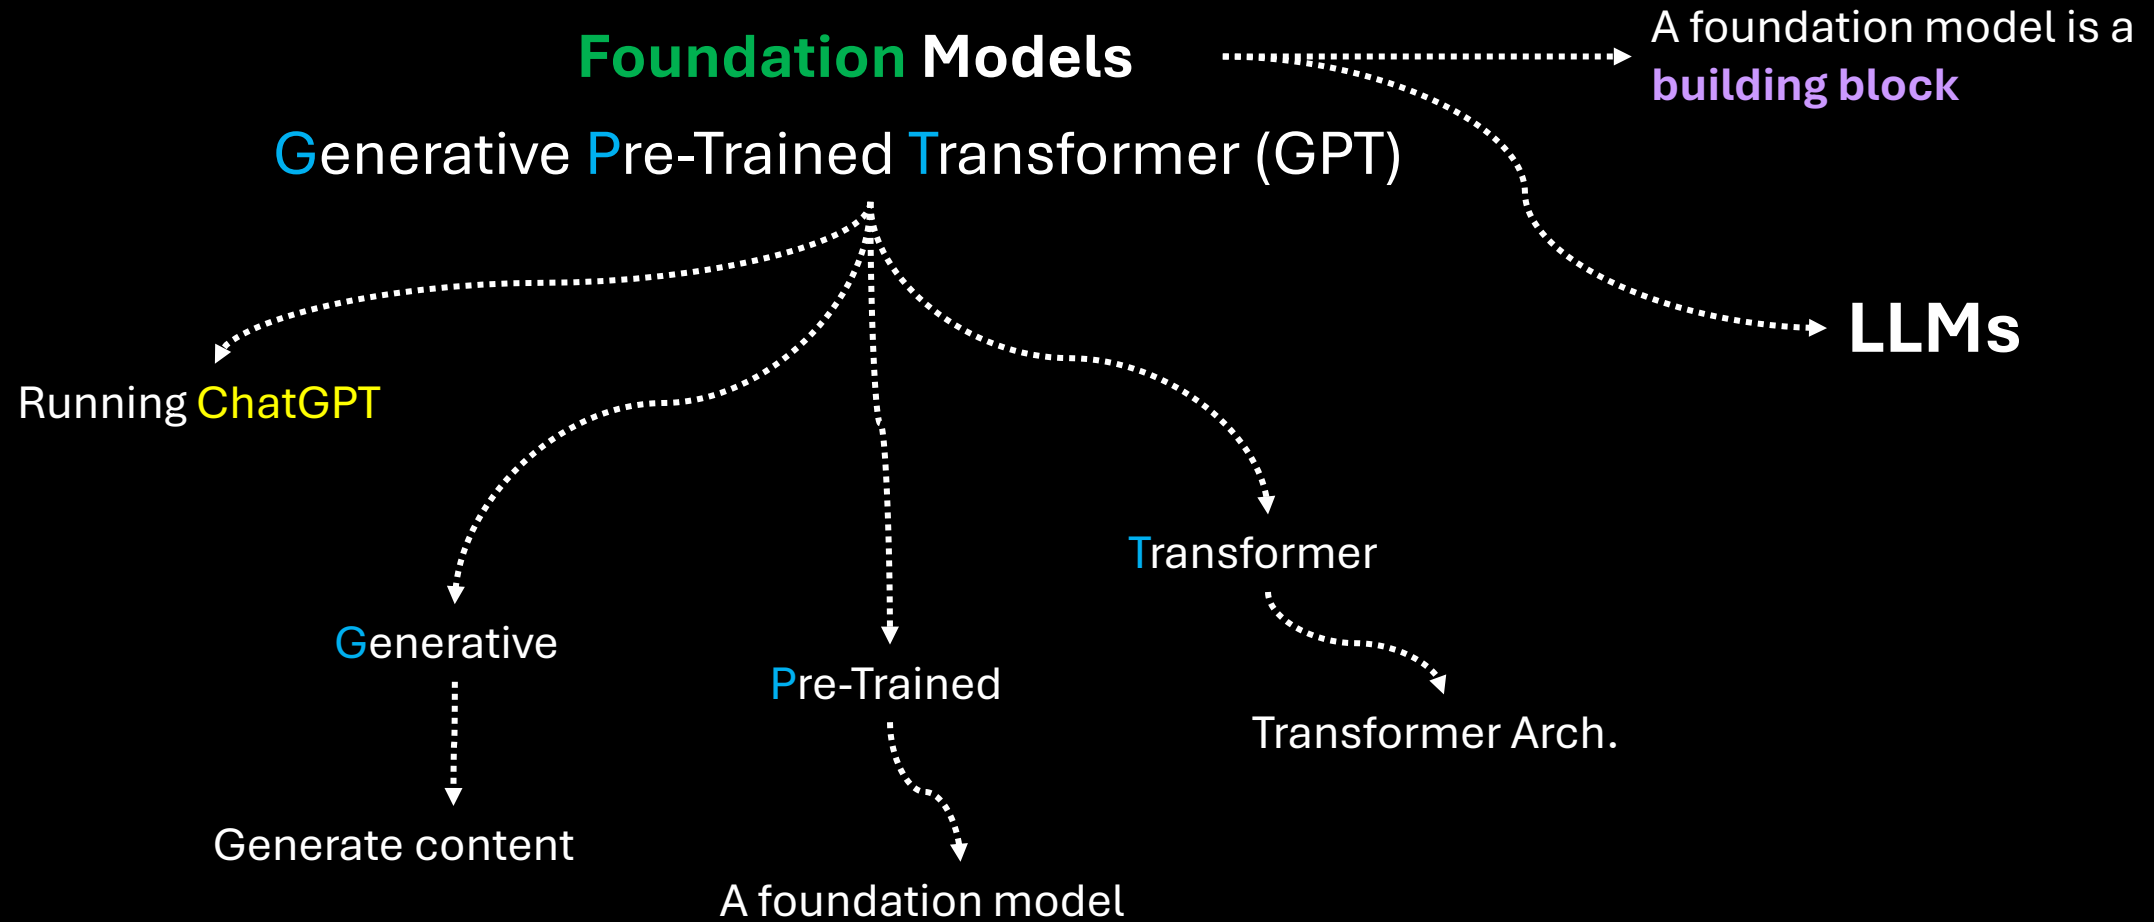 Foundation Models
A foundation model is a
building block
Generative Pre-Trained Transformer (GPT)
LLMs
Running ChatGPT
Transformer
Generative
Pre-Trained
Transformer Arch.
Generate content
A foundation model